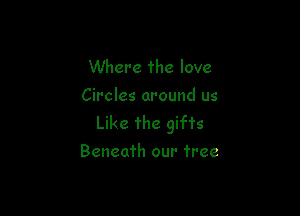 Where the love
Circles around us
Like the gifts
Beneath our tree